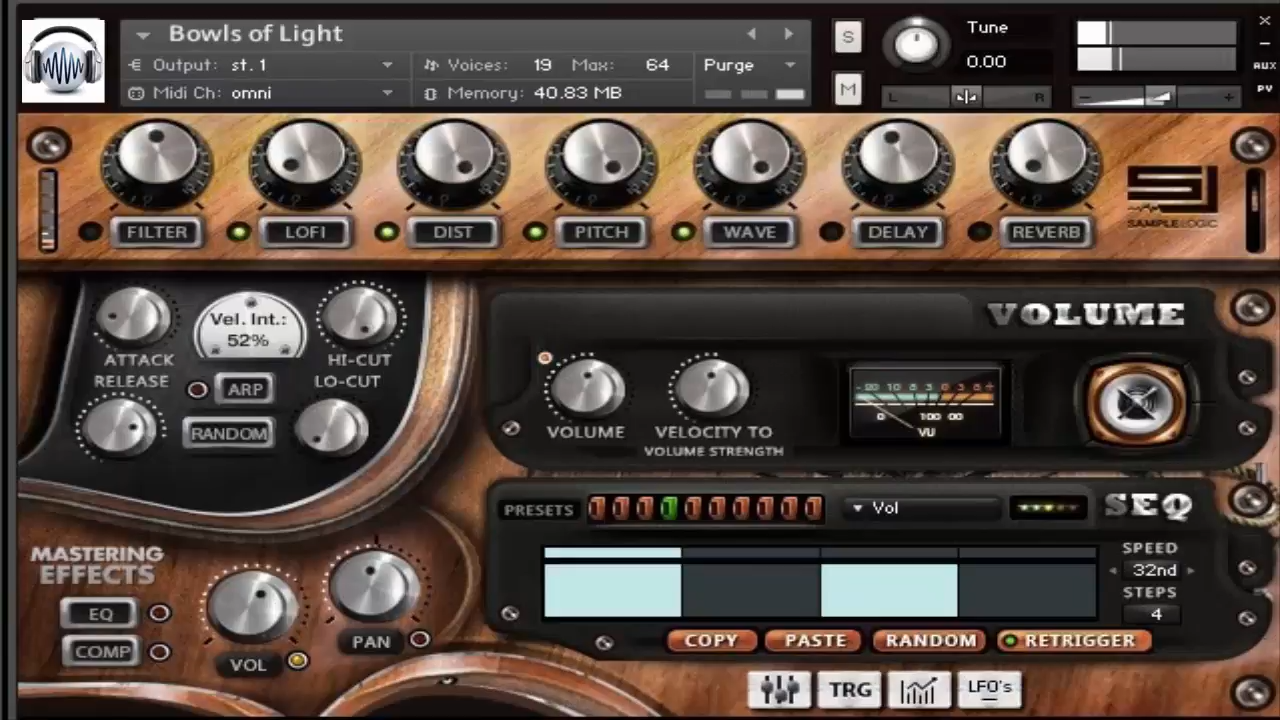 Bowls of Light
S
Tune
0.00
Output: st. 1
Voices: 19 Max: 64
Purge
Midi Ch: omni
Memory: 40.83 MB
M
L R
- +
X
-
AUX
PV
FILTER LOFI DIST PITCH WAVE DELAY REVERB
SL
SAMPLELOGIC
Vel. Int.:
52%
ATTACK
HI-CUT
RELEASE
LO-CUT
ARP
RANDOM
VOLUME
VOLUME
VELOCITY TO
VOLUME STRENGTH
VU
PRESETS
Vol
SEQ
SPEED
32nd
STEPS
4
COPY PASTE RANDOM RETRIGGER
MASTERING
EFFECTS
EQ
COMP
VOL
PAN
TRG
LFO's